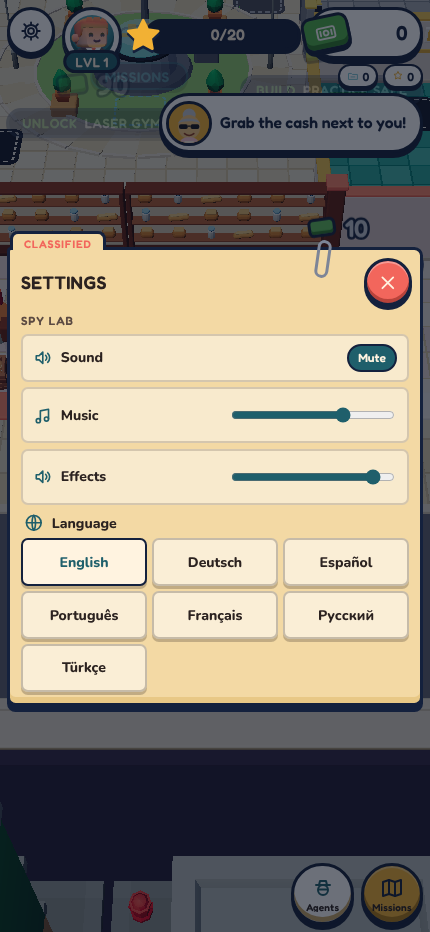 0/20
0
LVL 1
MISSIONS
90
0
0
BUILD PRACTICE SAFE
UNLOCK LASER GYM
Grab the cash next to you!
10
CLASSIFIED
SETTINGS
SPY LAB
Sound
Mute
Music
Effects
Language
English
Deutsch
Español
Português
Français
Русский
Türkçe
Agents
Missions